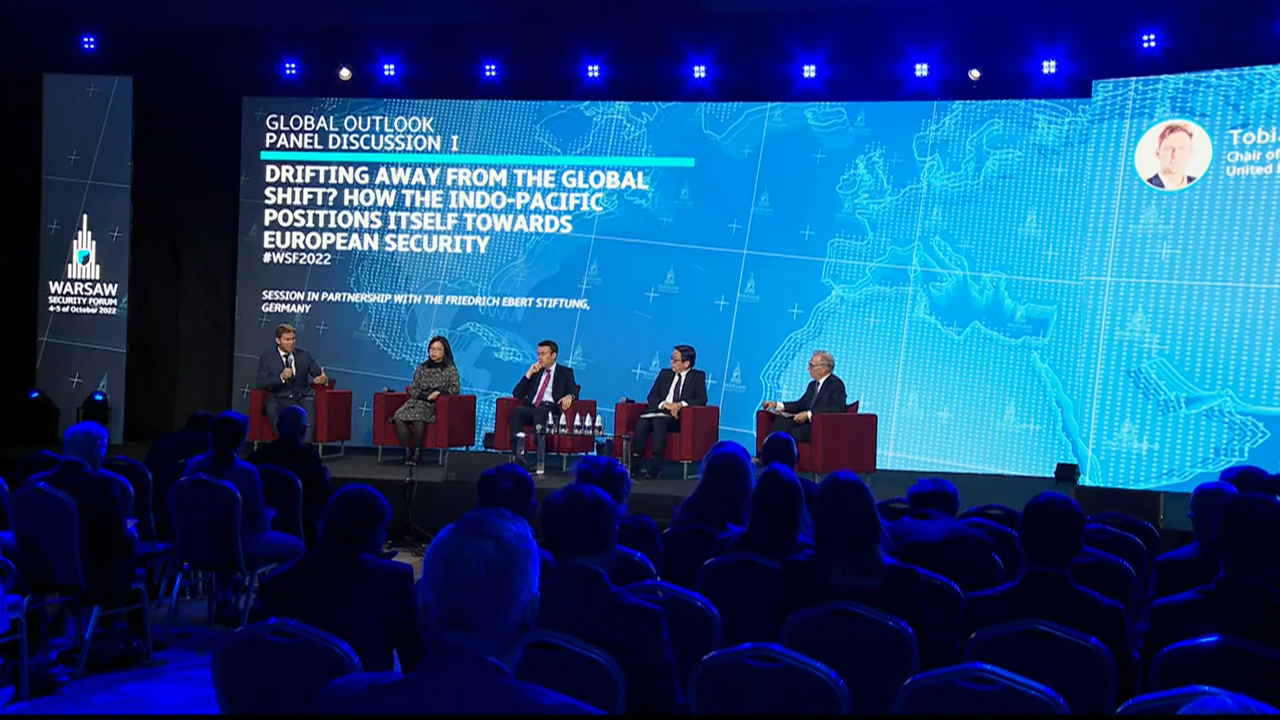 GLOBAL OUTLOOK
PANEL DISCUSSION I
DRIFTING AWAY FROM THE GLOBAL
SHIFT? HOW THE INDO-PACIFIC
POSITIONS ITSELF TOWARDS
EUROPEAN SECURITY
#WSF2022
SESSION IN PARTNERSHIP WITH THE FRIEDRICH EBERT STIFTUNG,
GERMANY
WARSAW
SECURITY FORUM
4-5 of October 2022
Tobi
Chair of
United